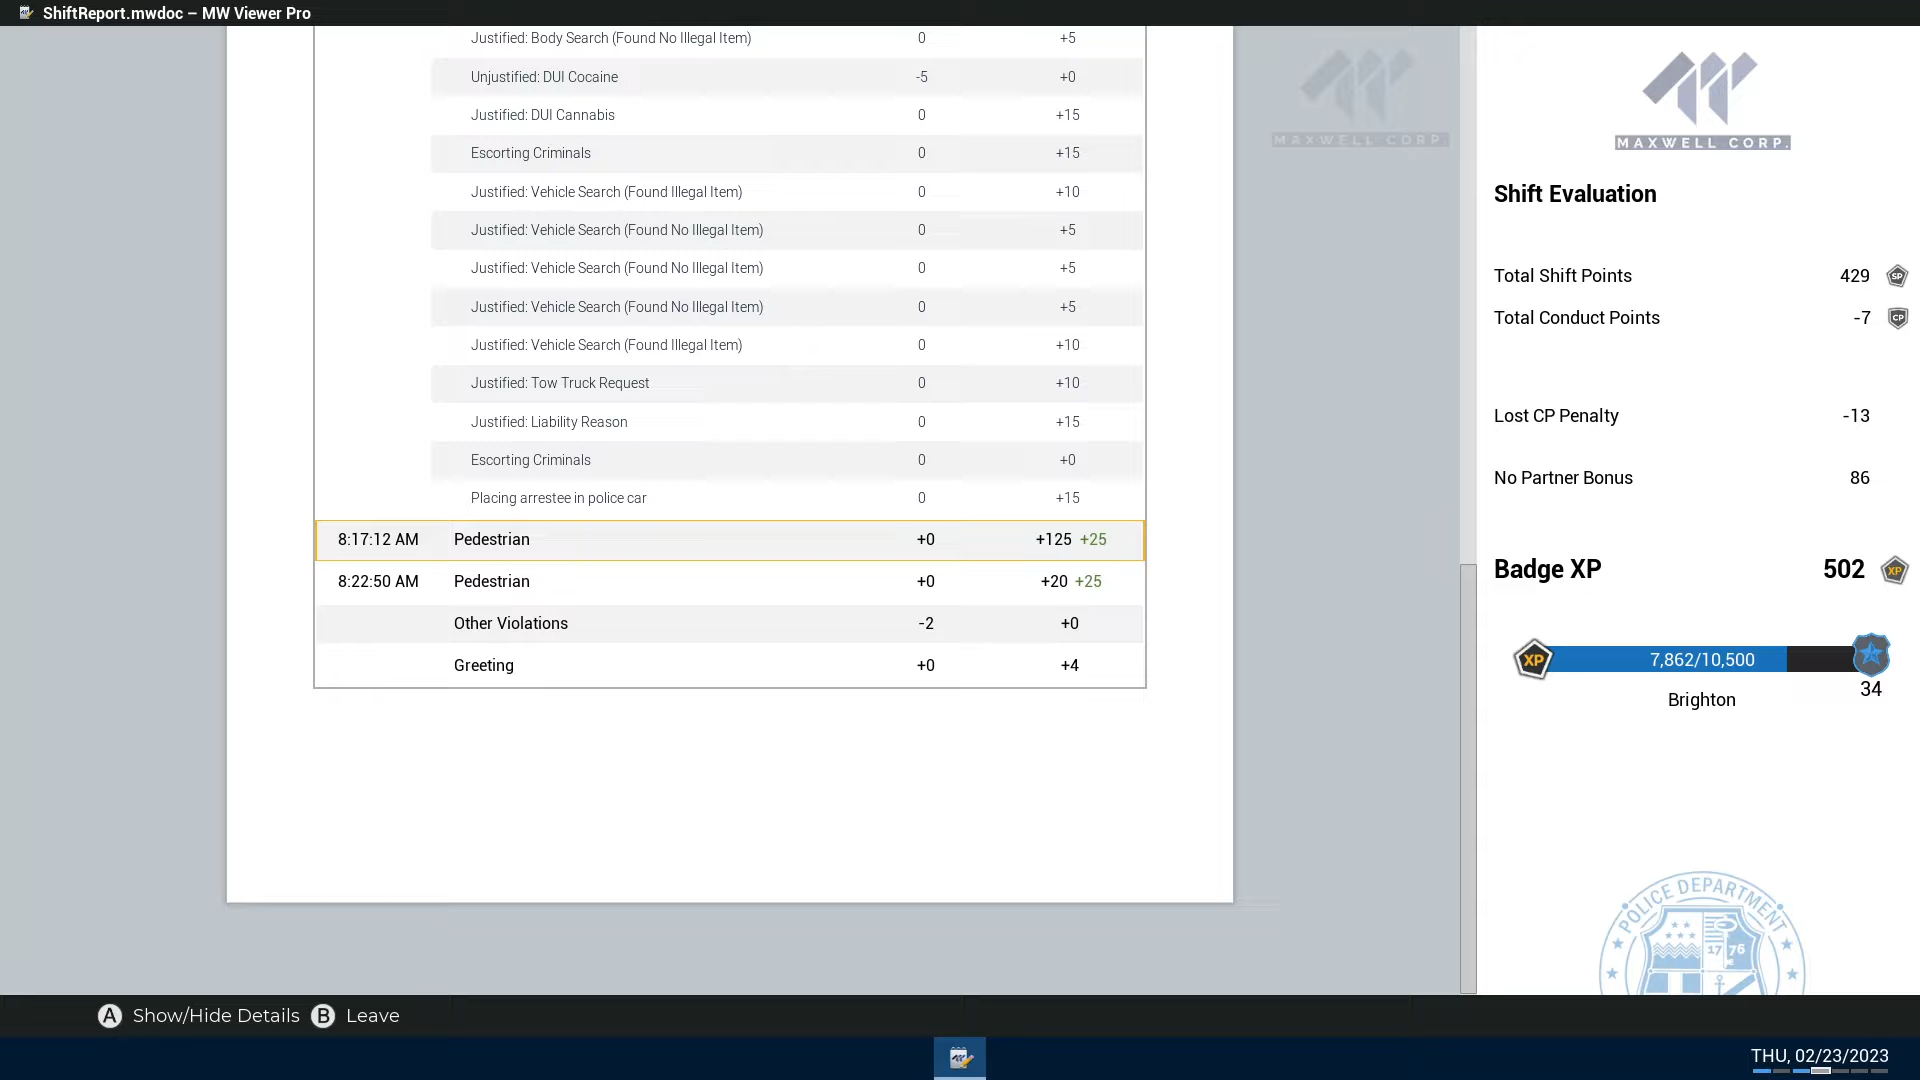 ShiftReport.mwdoc – MW Viewer Pro
Justified: Body Search (Found No Illegal Item) 0 +5
Unjustified: DUI Cocaine -5 +0
Justified: DUI Cannabis 0 +15
Escorting Criminals 0 +15
Justified: Vehicle Search (Found Illegal Item) 0 +10
Justified: Vehicle Search (Found No Illegal Item) 0 +5
Justified: Vehicle Search (Found No Illegal Item) 0 +5
Justified: Vehicle Search (Found No Illegal Item) 0 +5
Justified: Vehicle Search (Found Illegal Item) 0 +10
Justified: Tow Truck Request 0 +10
Justified: Liability Reason 0 +15
Escorting Criminals 0 +0
Placing arrestee in police car 0 +15
8:17:12 AM Pedestrian +0 +125 +25
8:22:50 AM Pedestrian +0 +20 +25
Other Violations -2 +0
Greeting +0 +4
MAXWELL CORP.
MAXWELL CORP.
Shift Evaluation
Total Shift Points 429 SP
Total Conduct Points -7 CP
Lost CP Penalty -13
No Partner Bonus 86
Badge XP 502 XP
XP 7,862/10,500
34
Brighton
POLICE DEPARTMENT
17 76
A Show/Hide Details B Leave
THU, 02/23/2023